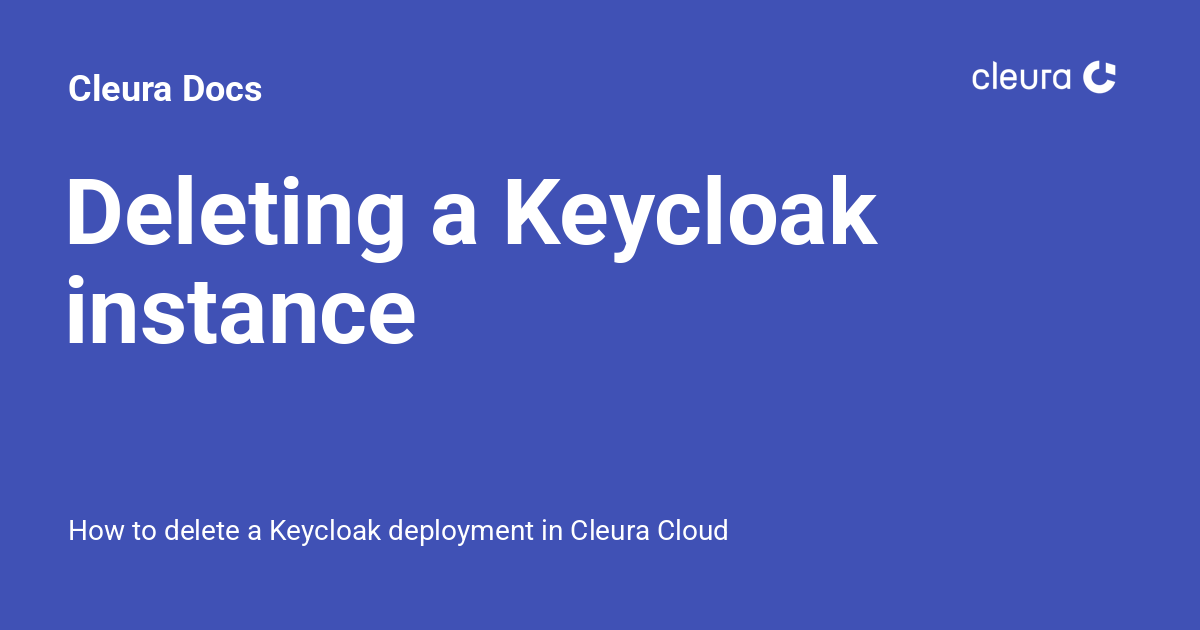 Cleura Docs
cleura
Deleting a Keycloak
instance
How to delete a Keycloak deployment in Cleura Cloud